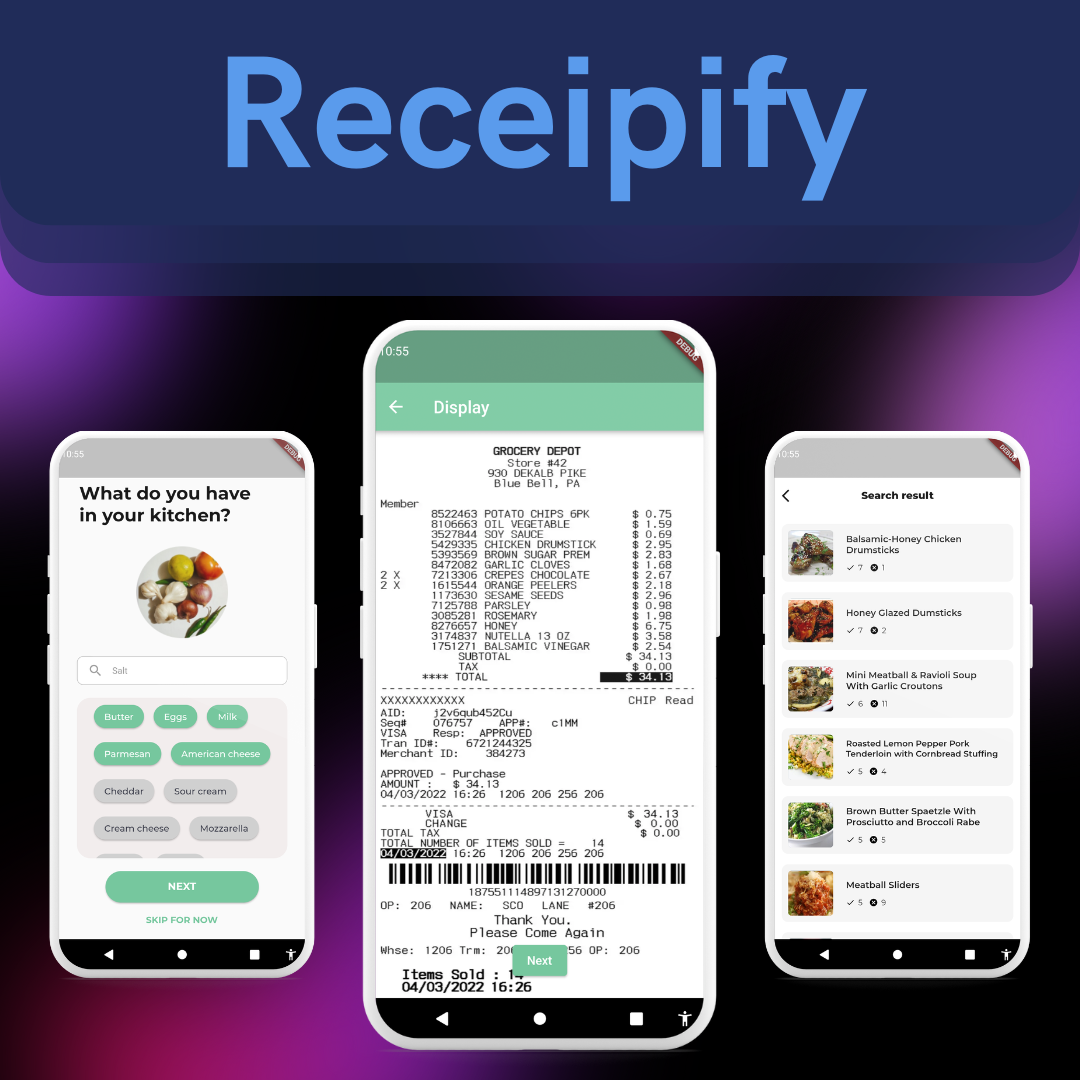 Receipify
10:55
DEBUG
What do you have
in your kitchen?
Salt
Butter
Eggs
Milk
Parmesan
American cheese
Cheddar
Sour cream
Cream cheese
Mozzarella
NEXT
SKIP FOR NOW
10:55
DEBUG
Display
GROCERY DEPOT
Store #42
930 DEKALB PIKE
Blue Bell, PA
Member
8522463 POTATO CHIPS 6PK $ 0.75
8106663 OIL VEGETABLE $ 1.59
3527844 SOY SAUCE $ 0.69
5429335 CHICKEN DRUMSTICK $ 2.95
5393569 BROWN SUGAR PREM $ 2.83
8472082 GARLIC CLOVES $ 1.68
2 X 7213306 CREPES CHOCOLATE $ 2.67
2 X 1615544 ORANGE PEELERS $ 2.18
1173630 SESAME SEEDS $ 2.96
7125788 PARSLEY $ 0.98
3085281 ROSEMARY $ 1.98
8276657 HONEY $ 6.75
3174837 NUTELLA 13 OZ $ 3.58
1751271 BALSAMIC VINEGAR $ 2.54
SUBTOTAL $ 34.13
TAX $ 0.00
**** TOTAL $ 34.13
XXXXXXXXXXXX CHIP Read
AID: j2v6qub452Cu
Seq# 076757 APP#: c1MM
VISA Resp: APPROVED
Tran ID#: 6721244325
Merchant ID: 384273
APPROVED - Purchase
AMOUNT : $ 34.13
04/03/2022 16:26 1206 206 256 206
VISA $ 34.13
CHANGE $ 0.00
TOTAL TAX $ 0.00
TOTAL NUMBER OF ITEMS SOLD = 14
04/03/2022 16:26 1206 206 256 206
187551114897131270000
OP: 206 NAME: SCO LANE #206
Thank You.
Please Come Again
Whse: 1206 Trm: 206 256 OP: 206
Next
Items Sold : 14
04/03/2022 16:26
10:55
DEBUG
Search result
Balsamic-Honey Chicken
Drumsticks
7 1
Honey Glazed Dumsticks
7 2
Mini Meatball & Ravioli Soup
With Garlic Croutons
6 11
Roasted Lemon Pepper Pork
Tenderloin with Cornbread Stuffing
5 4
Brown Butter Spaetzle With
Prosciutto and Broccoli Rabe
5 5
Meatball Sliders
5 9